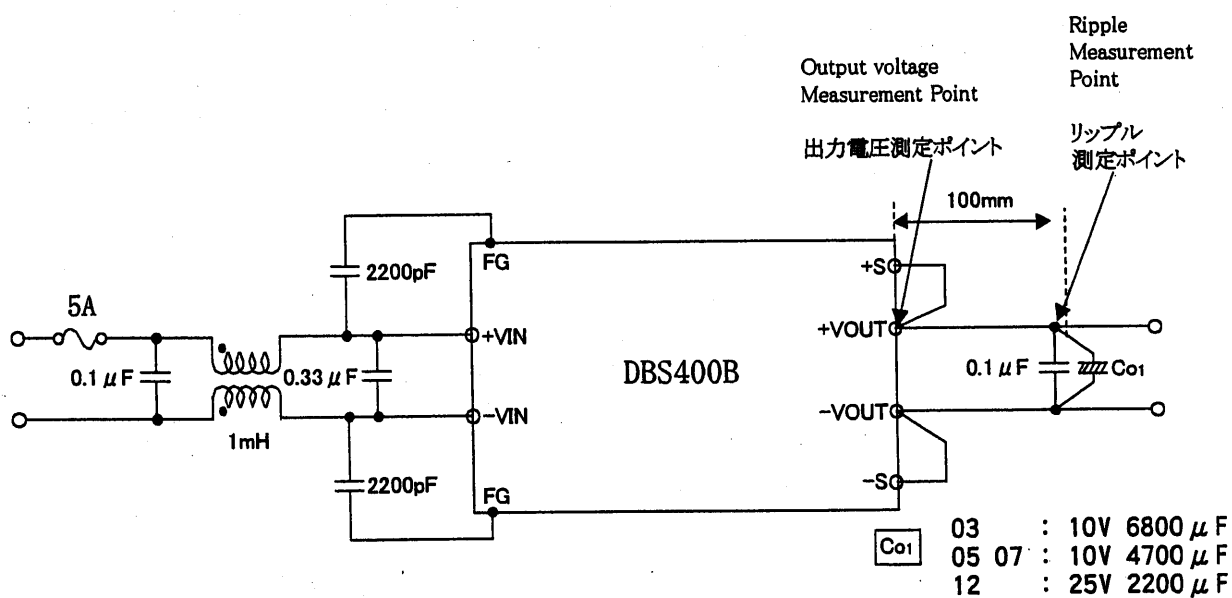 Ripple
Measurement
Point
Output voltage
Measurement Point
リップル
測定ポイント
出力電圧測定ポイント
100mm
FG
2200pF
+S
5A
+VIN
+VOUT
0.1μF
0.33μF
DBS400B
0.1μF
Co1
-VIN
-VOUT
1mH
2200pF
FG
-S
Co1
03 : 10V 6800μF
05 07 : 10V 4700μF
12 : 25V 2200μF